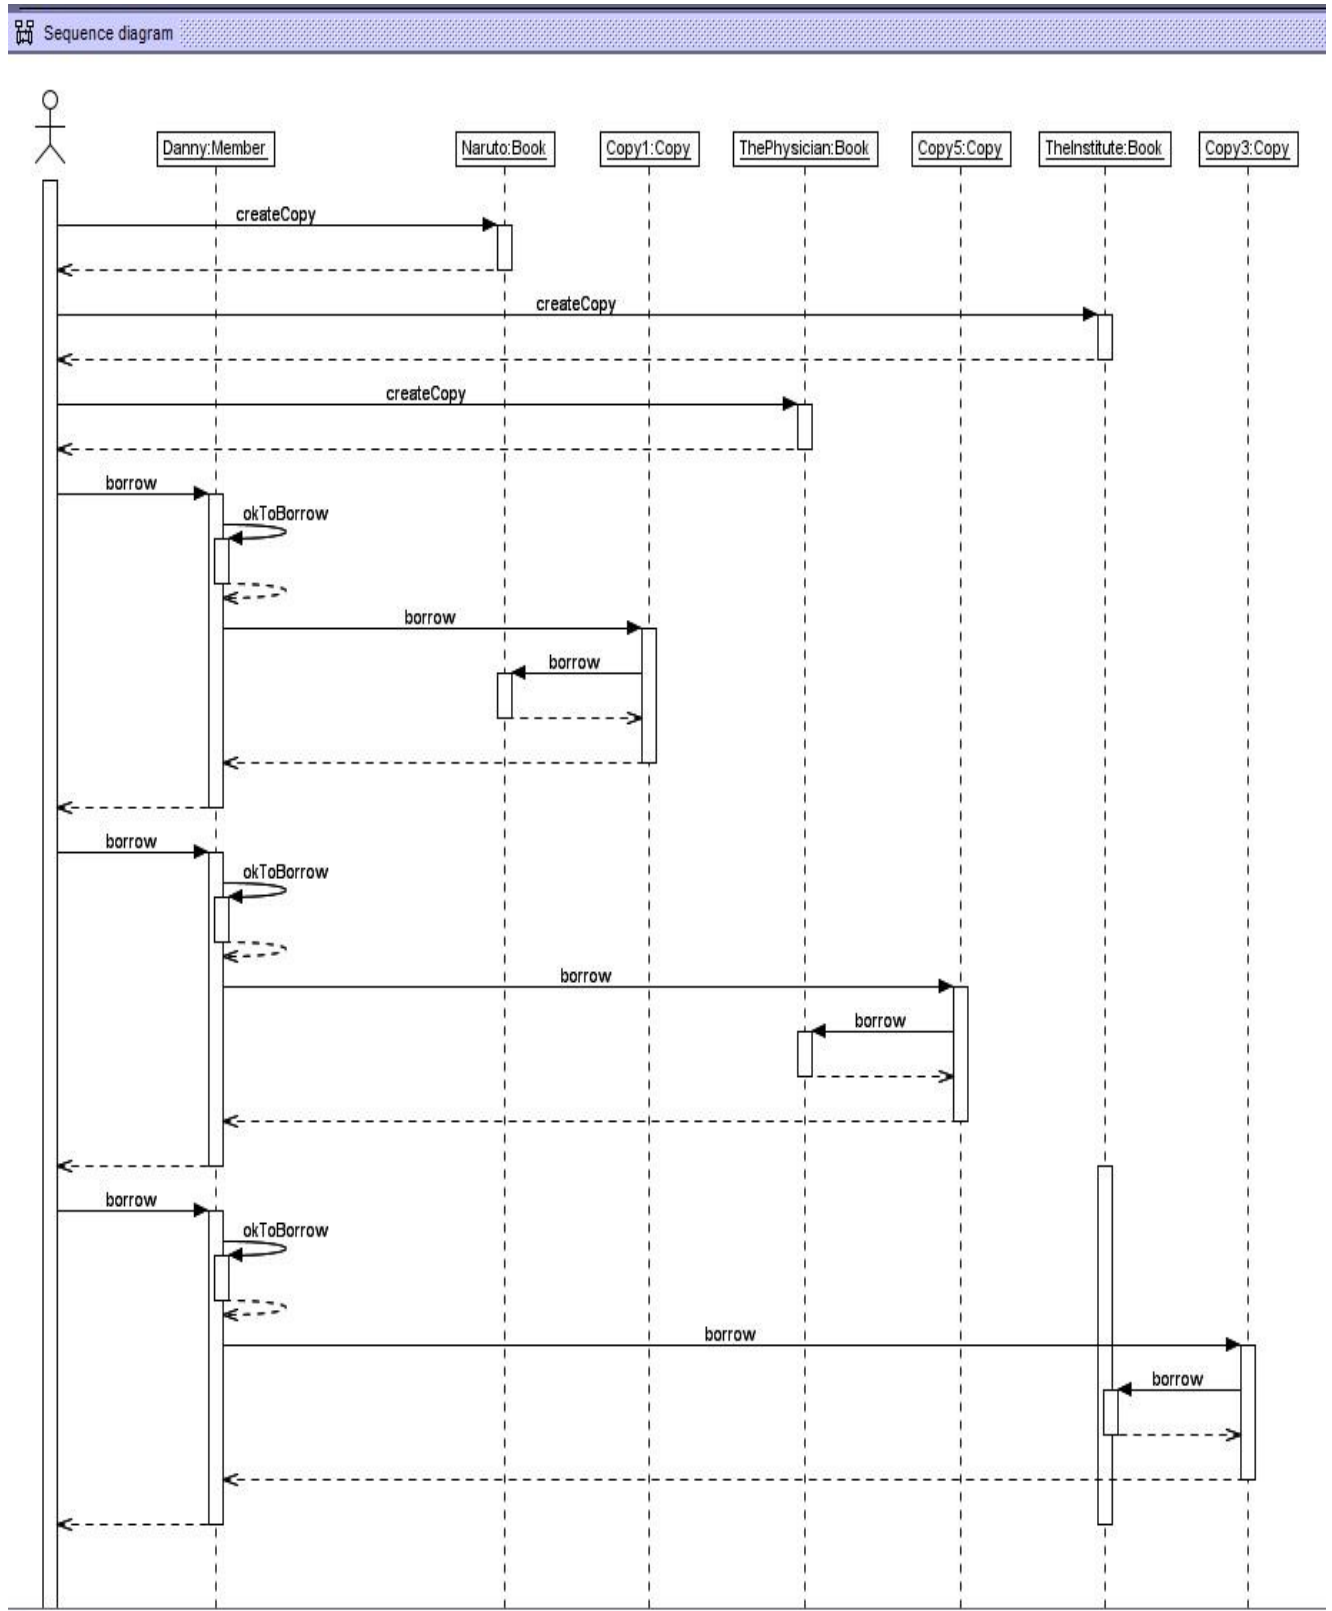 Sequence diagram
Danny:Member
Naruto:Book
Copy1:Copy
ThePhysician:Book
Copy5:Copy
TheInstitute:Book
Copy3:Copy
createCopy
createCopy
createCopy
borrow
okToBorrow
borrow
borrow
borrow
okToBorrow
borrow
borrow
borrow
okToBorrow
borrow
borrow